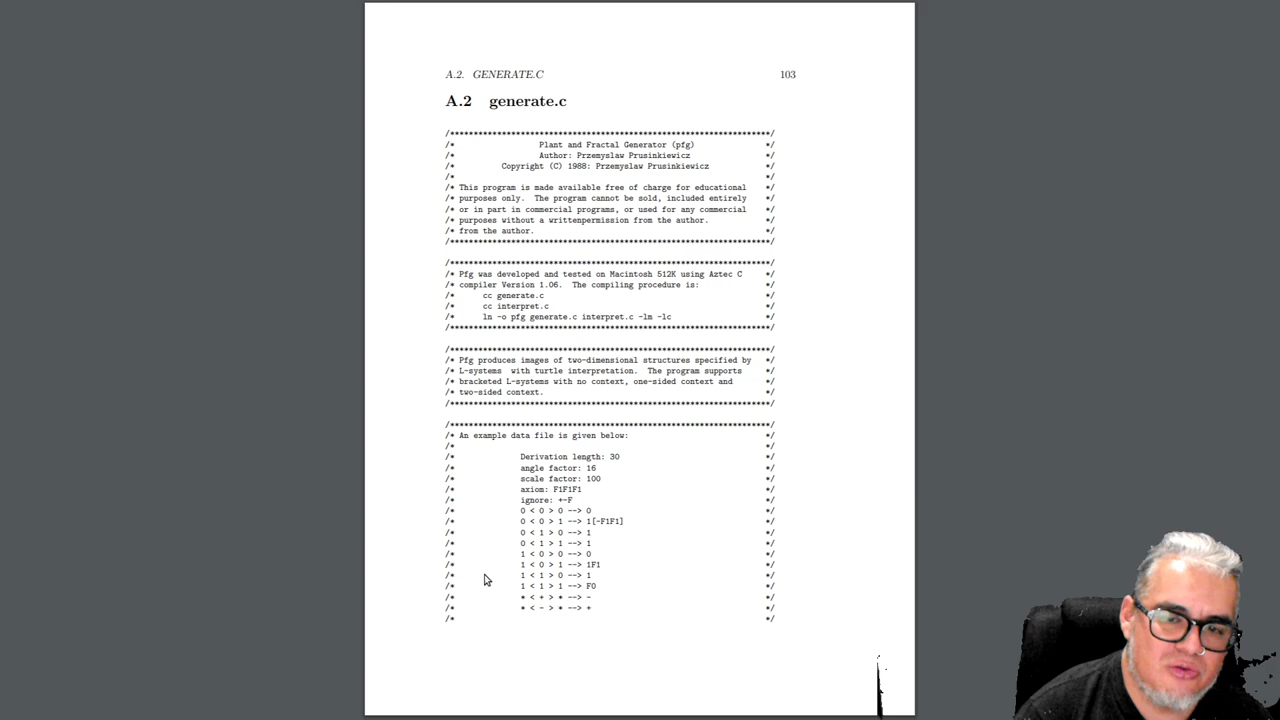 A.2. GENERATE.C 103
A.2 generate.c
/********************************************************************/
/* Plant and Fractal Generator (pfg) */
/* Author: Przemyslaw Prusinkiewicz */
/* Copyright (C) 1988: Przemyslaw Prusinkiewicz */
/* */
/* This program is made available free of charge for educational */
/* purposes only. The program cannot be sold, included entirely */
/* or in part in commercial programs, or used for any commercial */
/* purposes without a writtenpermission from the author. */
/* from the author. */
/********************************************************************/
/********************************************************************/
/* Pfg was developed and tested on Macintosh 512K using Aztec C */
/* compiler Version 1.06. The compiling procedure is: */
/* cc generate.c */
/* cc interpret.c */
/* ln -o pfg generate.c interpret.c -lm -lc */
/********************************************************************/
/********************************************************************/
/* Pfg produces images of two-dimensional structures specified by */
/* L-systems with turtle interpretation. The program supports */
/* bracketed L-systems with no context, one-sided context and */
/* two-sided context. */
/********************************************************************/
/********************************************************************/
/* An example data file is given below: */
/* */
/* Derivation length: 30 */
/* angle factor: 16 */
/* scale factor: 100 */
/* axiom: F1F1F1 */
/* ignore: +-F */
/* 0 < 0 > 0 --> 0 */
/* 0 < 0 > 1 --> 1[-F1F1] */
/* 0 < 1 > 0 --> 1 */
/* 0 < 1 > 1 --> 1 */
/* 1 < 0 > 0 --> 0 */
/* 1 < 0 > 1 --> 1F1 */
/* 1 < 1 > 0 --> 1 */
/* 1 < 1 > 1 --> F0 */
/* * < + > * --> - */
/* * < - > * --> + */
/* */